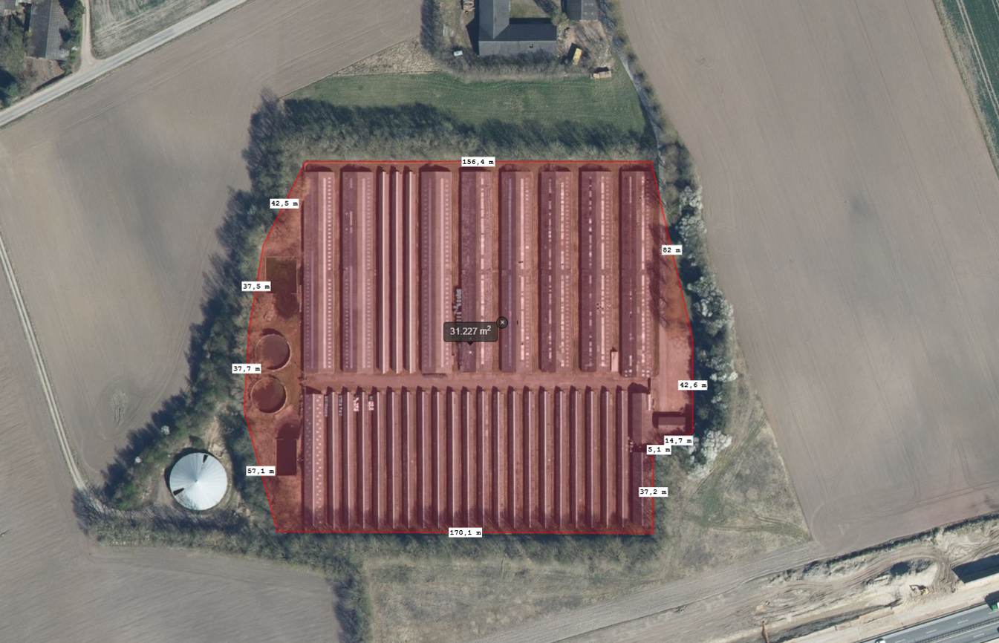 156,4 m
42,5 m
82 m
37,5 m
31.227 m²
37,7 m
42,6 m
14,7 m
5,1 m
57,1 m
37,2 m
170,1 m